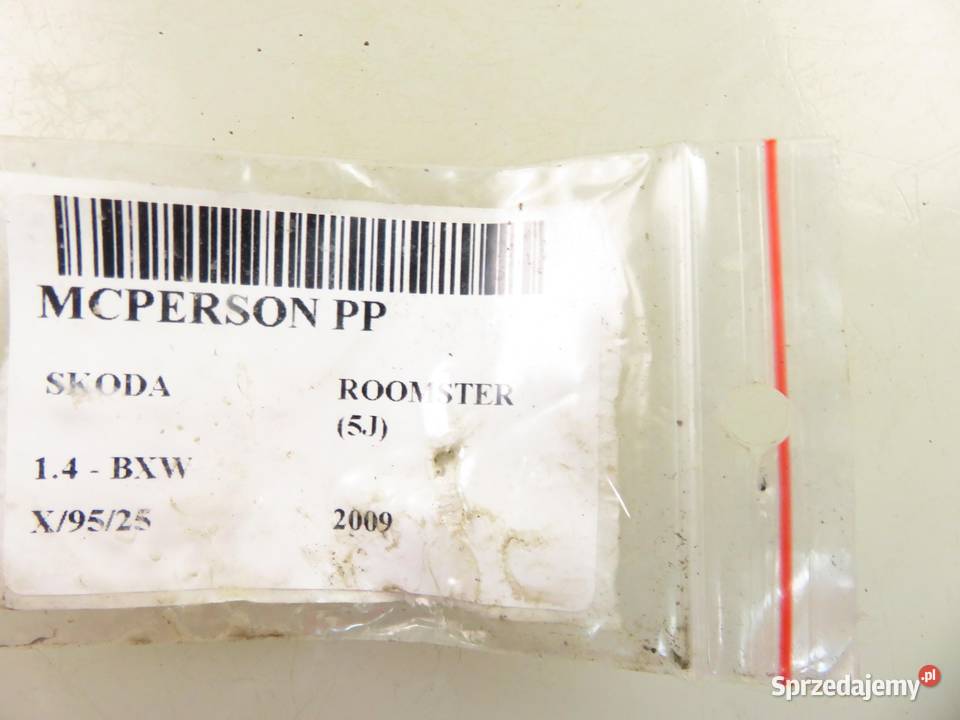 MCPERSON PP
SKODA ROOMSTER
(5J)
1.4 - BXW
X/95/25 2009
Sprzedajemy.pl